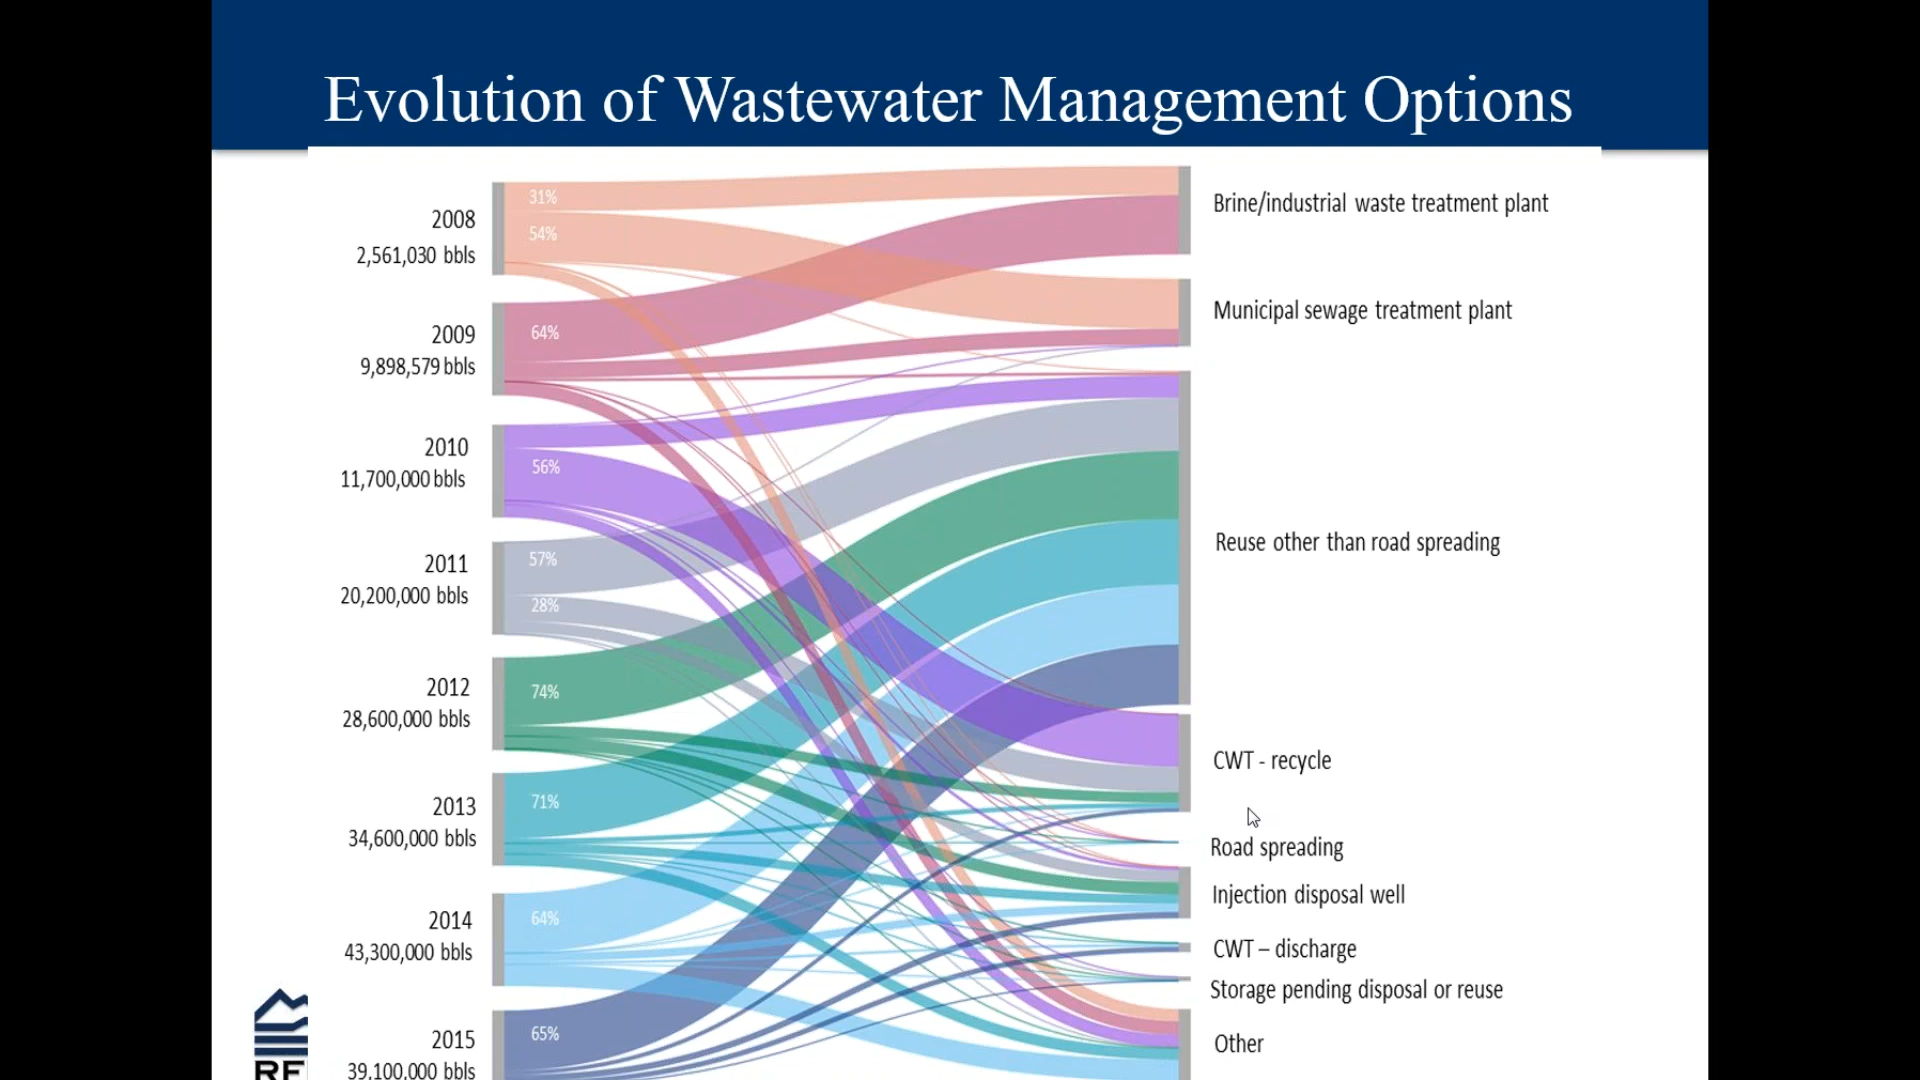 Evolution of Wastewater Management Options
2008
2,561,030 bbls
31%
54%
2009
9,898,579 bbls
64%
2010
11,700,000 bbls
56%
2011
20,200,000 bbls
57%
28%
2012
28,600,000 bbls
74%
2013
34,600,000 bbls
71%
2014
43,300,000 bbls
64%
2015
39,100,000 bbls
65%
Brine/industrial waste treatment plant
Municipal sewage treatment plant
Reuse other than road spreading
CWT - recycle
Road spreading
Injection disposal well
CWT – discharge
Storage pending disposal or reuse
Other